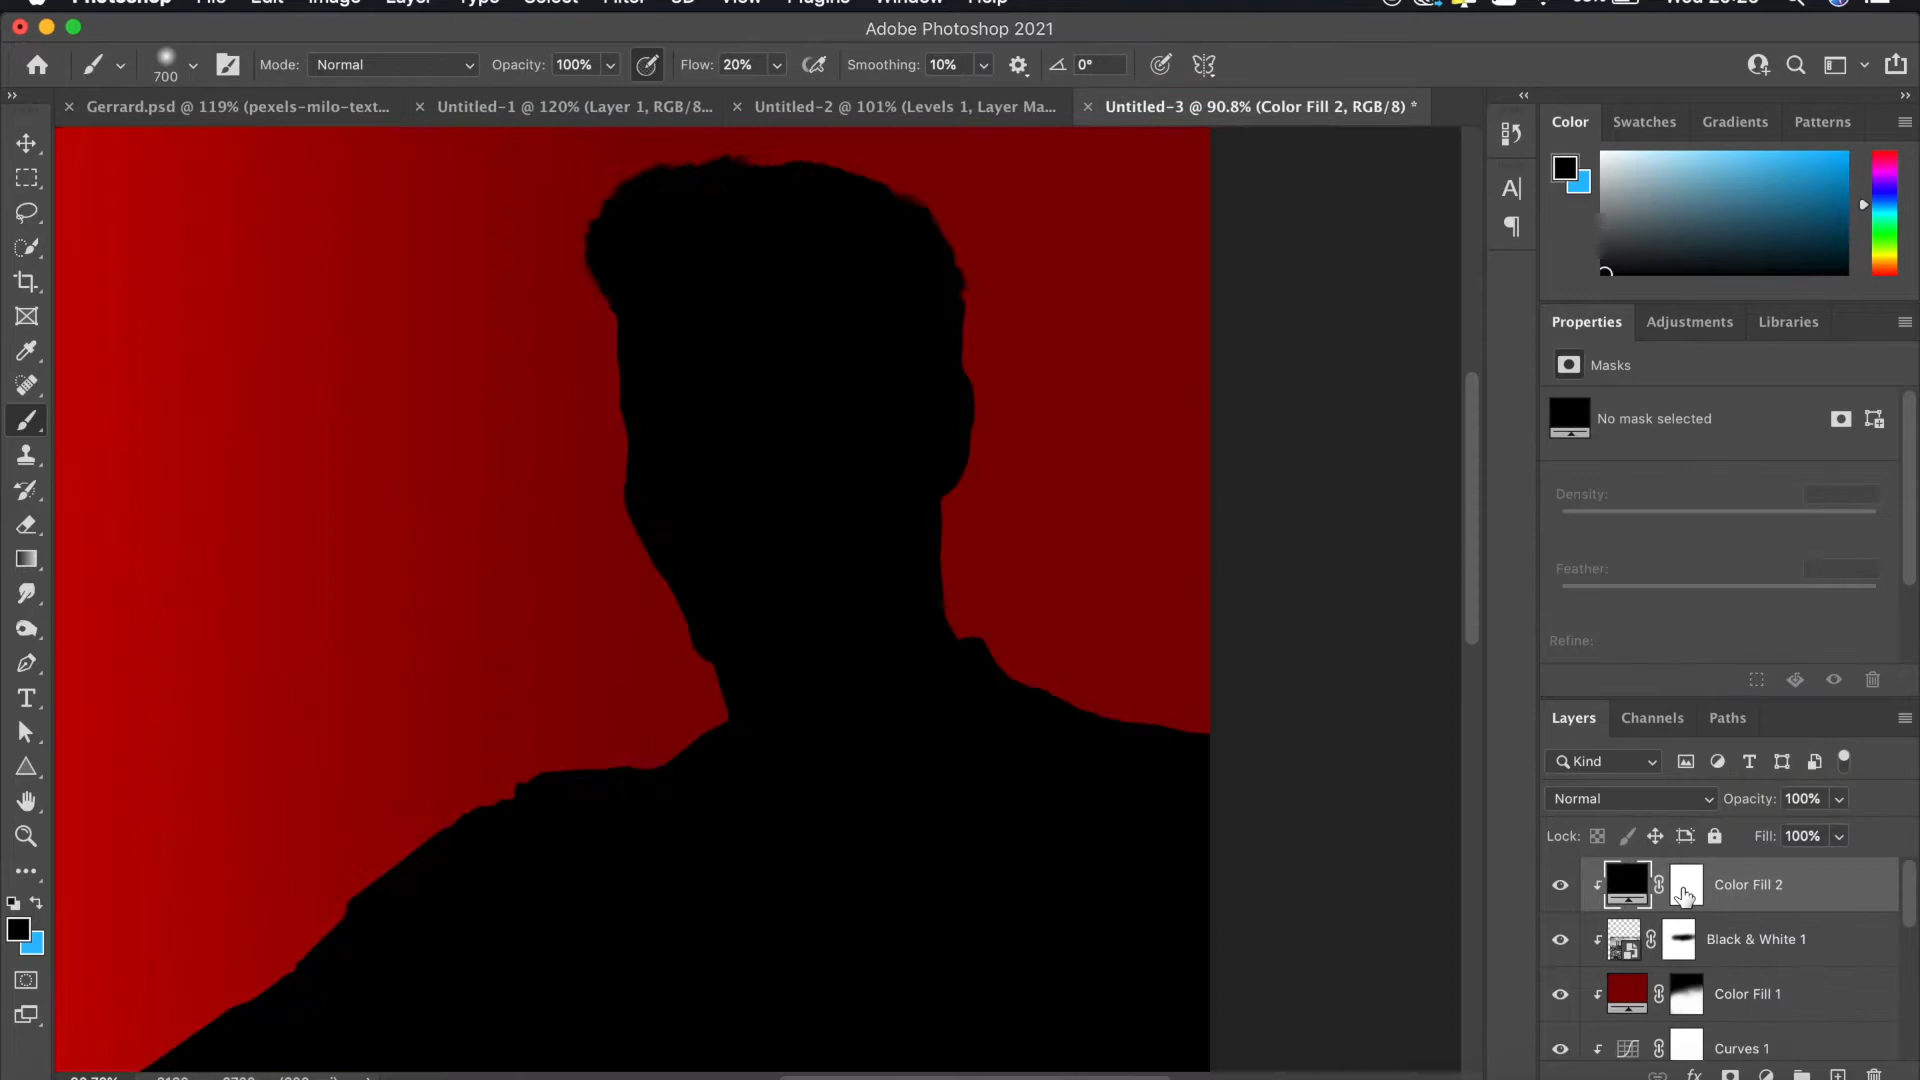 Photoshop File Edit Image Layer Type Select Filter 3D View Plugins Window Help
Adobe Photoshop 2021
700 Mode: Normal Opacity: 100% Flow: 20% Smoothing: 10% 0°
Gerrard.psd @ 119% (pexels-milo-text... Untitled-1 @ 120% (Layer 1, RGB/8... Untitled-2 @ 101% (Levels 1, Layer Ma... Untitled-3 @ 90.8% (Color Fill 2, RGB/8) *
Color Swatches Gradients Patterns
Properties Adjustments Libraries
Masks
No mask selected
Density:
Feather:
Refine:
Layers Channels Paths
Kind
Normal Opacity: 100%
Lock: Fill: 100%
Color Fill 2
Black & White 1
Color Fill 1
Curves 1
fx